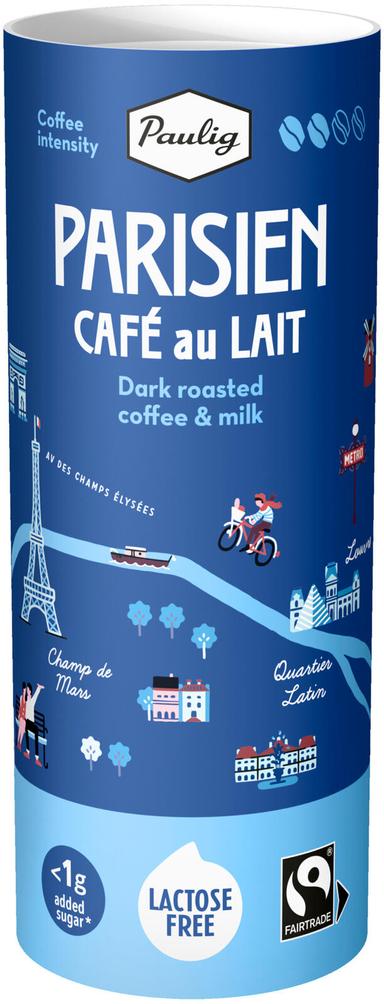 Coffee
intensity
Paulig
PARISIEN
CAFÉ au LAIT
Dark roasted
coffee & milk
AV DES CHAMPS ÉLYSÉES
MÉTRO
Louvre
Champ de
Mars
Quartier
Latin
<1g
added
sugar*
LACTOSE
FREE
FAIRTRADE